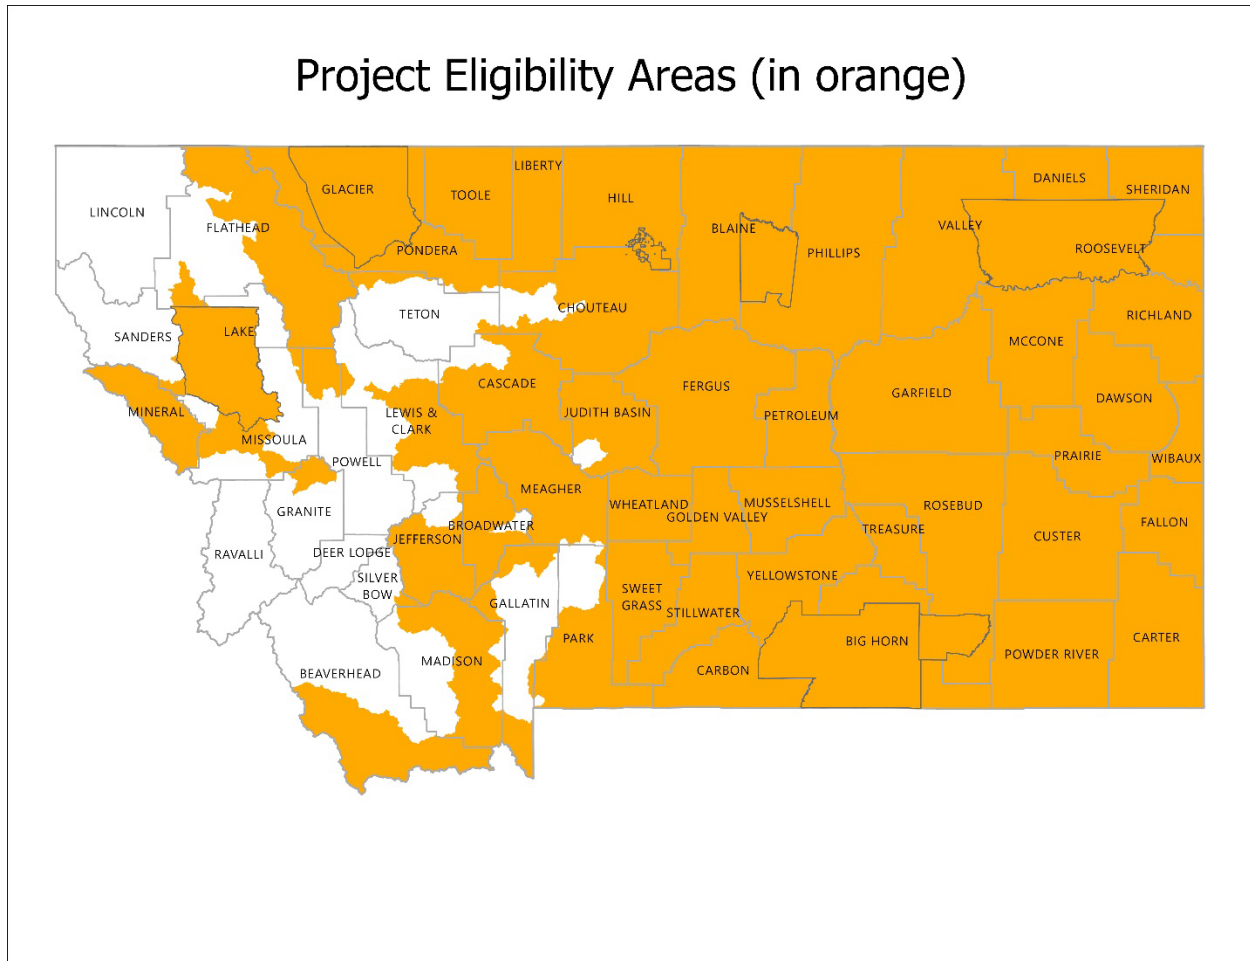 Project Eligibility Areas (in orange)
LIBERTY
DANIELS
SHERIDAN
GLACIER
TOOLE
HILL
LINCOLN
FLATHEAD
BLAINE
VALLEY
PONDERA
PHILLIPS
ROOSEVELT
CHOUTEAU
TETON
RICHLAND
SANDERS
LAKE
MCCONE
CASCADE
FERGUS
GARFIELD
DAWSON
MINERAL
LEWIS &
CLARK
JUDITH BASIN
PETROLEUM
MISSOULA
POWELL
PRAIRIE
WIBAUX
MEAGHER
WHEATLAND
MUSSELSHELL
ROSEBUD
GRANITE
GOLDEN VALLEY
BROADWATER
TREASURE
FALLON
JEFFERSON
CUSTER
RAVALLI
DEER LODGE
SILVER
BOW
YELLOWSTONE
SWEET
GRASS
GALLATIN
STILLWATER
PARK
BIG HORN
CARTER
POWDER RIVER
MADISON
BEAVERHEAD
CARBON